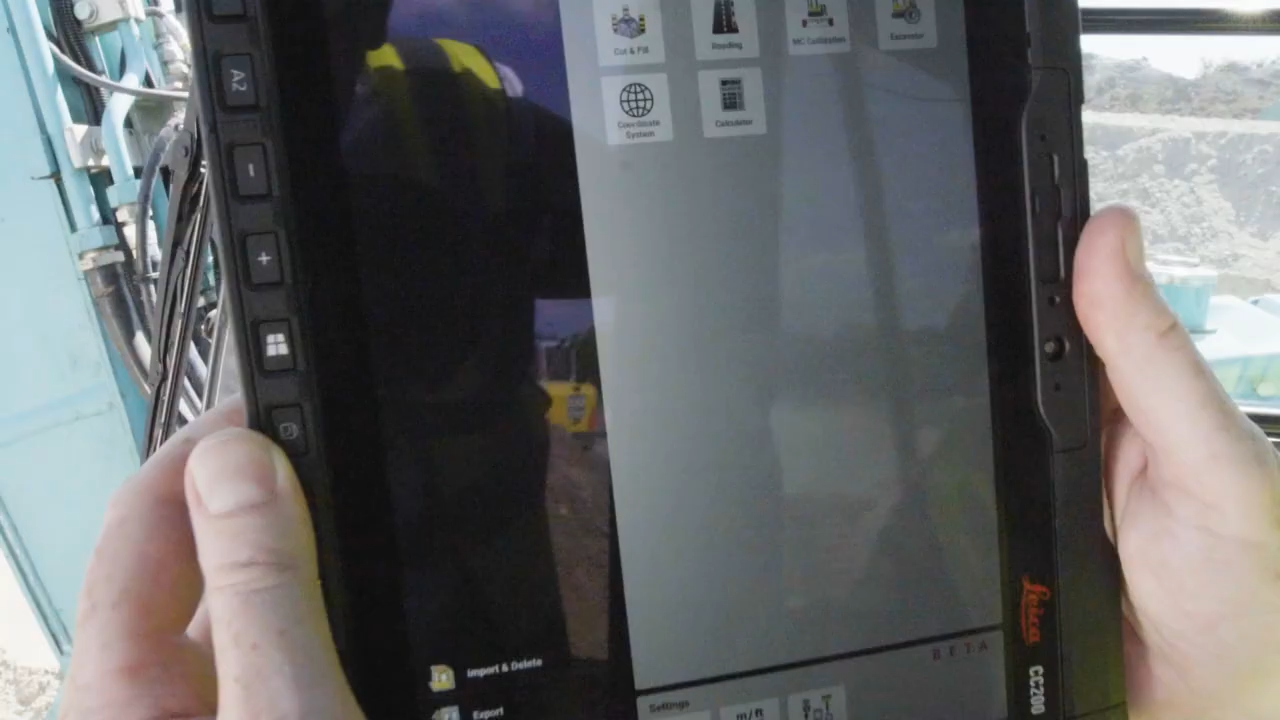 A2
-
+
Cut & Fill
Roading
MC Calibration
Excavator
Coordinate
System
Calculator
Import & Delete
Export
BETA
Settings
m/ft
Leica
CC200